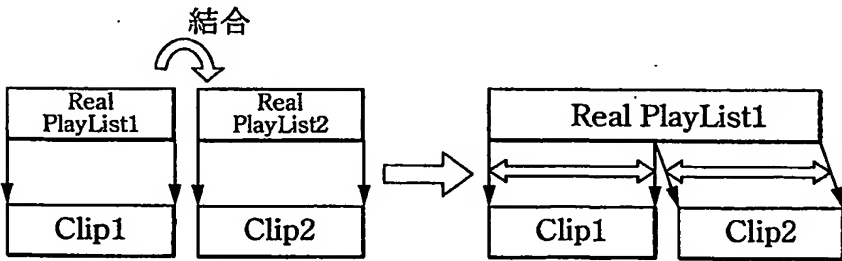 結合
Real
PlayList1
Real
PlayList2
Real PlayList1
Clip1
Clip2
Clip1
Clip2